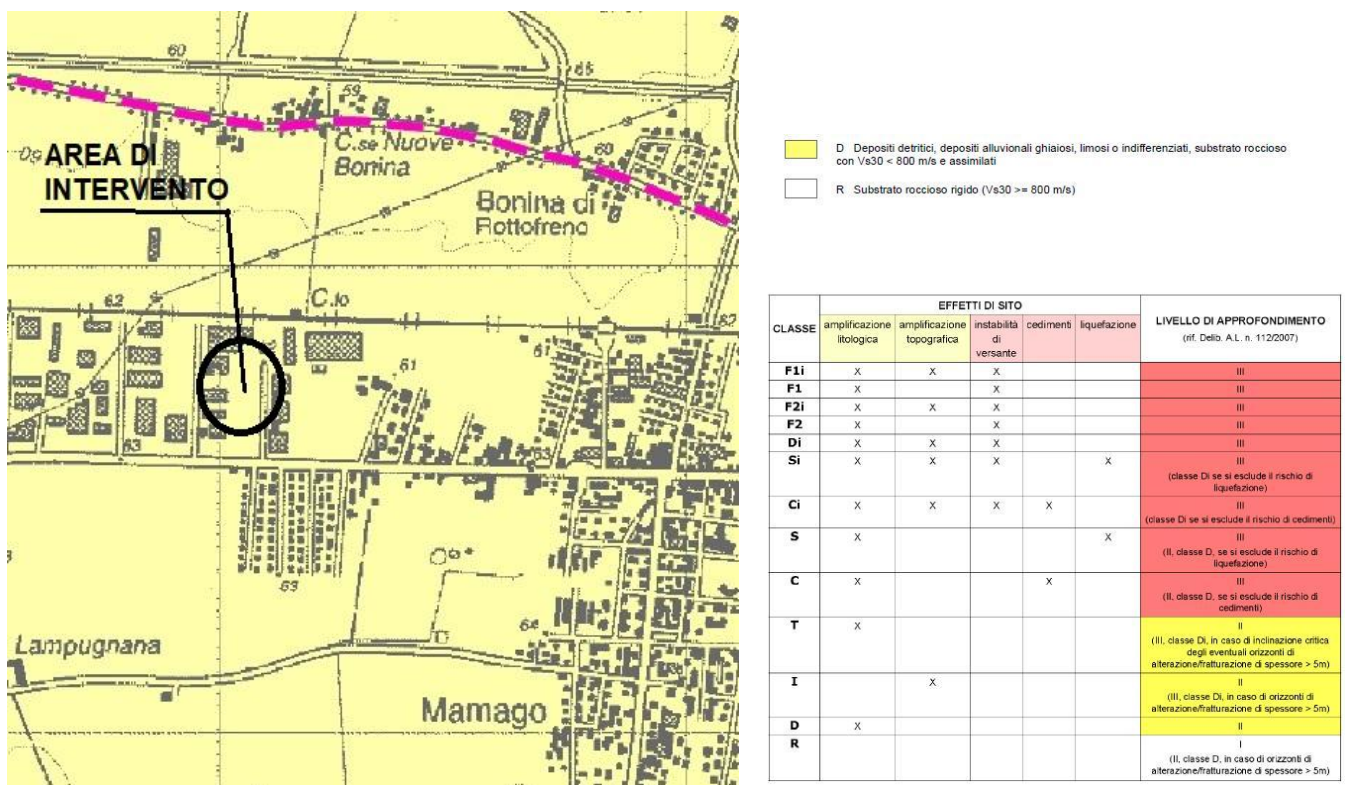 60
65
59
60
AREA DI
INTERVENTO
C.se Nuove
Bonina
Bonina di
Rottofreno
62
C.lo
62
61
61
63
63
63
Lampugnana
64
Mamago
D Depositi detritici, depositi alluvionali ghiaiosi, limosi o indifferenziati, substrato roccioso
con Vs30 < 800 m/s e assimilati
R Substrato roccioso rigido (Vs30 >= 800 m/s)
CLASSE EFFETTI DI SITO LIVELLO DI APPROFONDIMENTO
(rif. Delib. A.L. n. 112/2007)
amplificazione amplificazione instabilità cedimenti liquefazione
litologica topografica di
versante
F1i X X X III
F1 X X III
F2i X X X III
F2 X X III
Di X X X III
Si X X X X III
(classe Di se si esclude il rischio di
liquefazione)
Ci X X X X III
(classe Di se si esclude il rischio di cedimenti)
S X X III
(II, classe D, se si esclude il rischio di
liquefazione)
C X X III
(II, classe D, se si esclude il rischio di
cedimenti)
T X II
(III, classe Di, in caso di inclinazione critica
degli eventuali orizzonti di
alterazione/fratturazione di spessore > 5m)
I X II
(III, classe Di, in caso di orizzonti di
alterazione/fratturazione di spessore > 5m)
D X II
R I
(II, classe D, in caso di orizzonti di
alterazione/fratturazione di spessore > 5m)